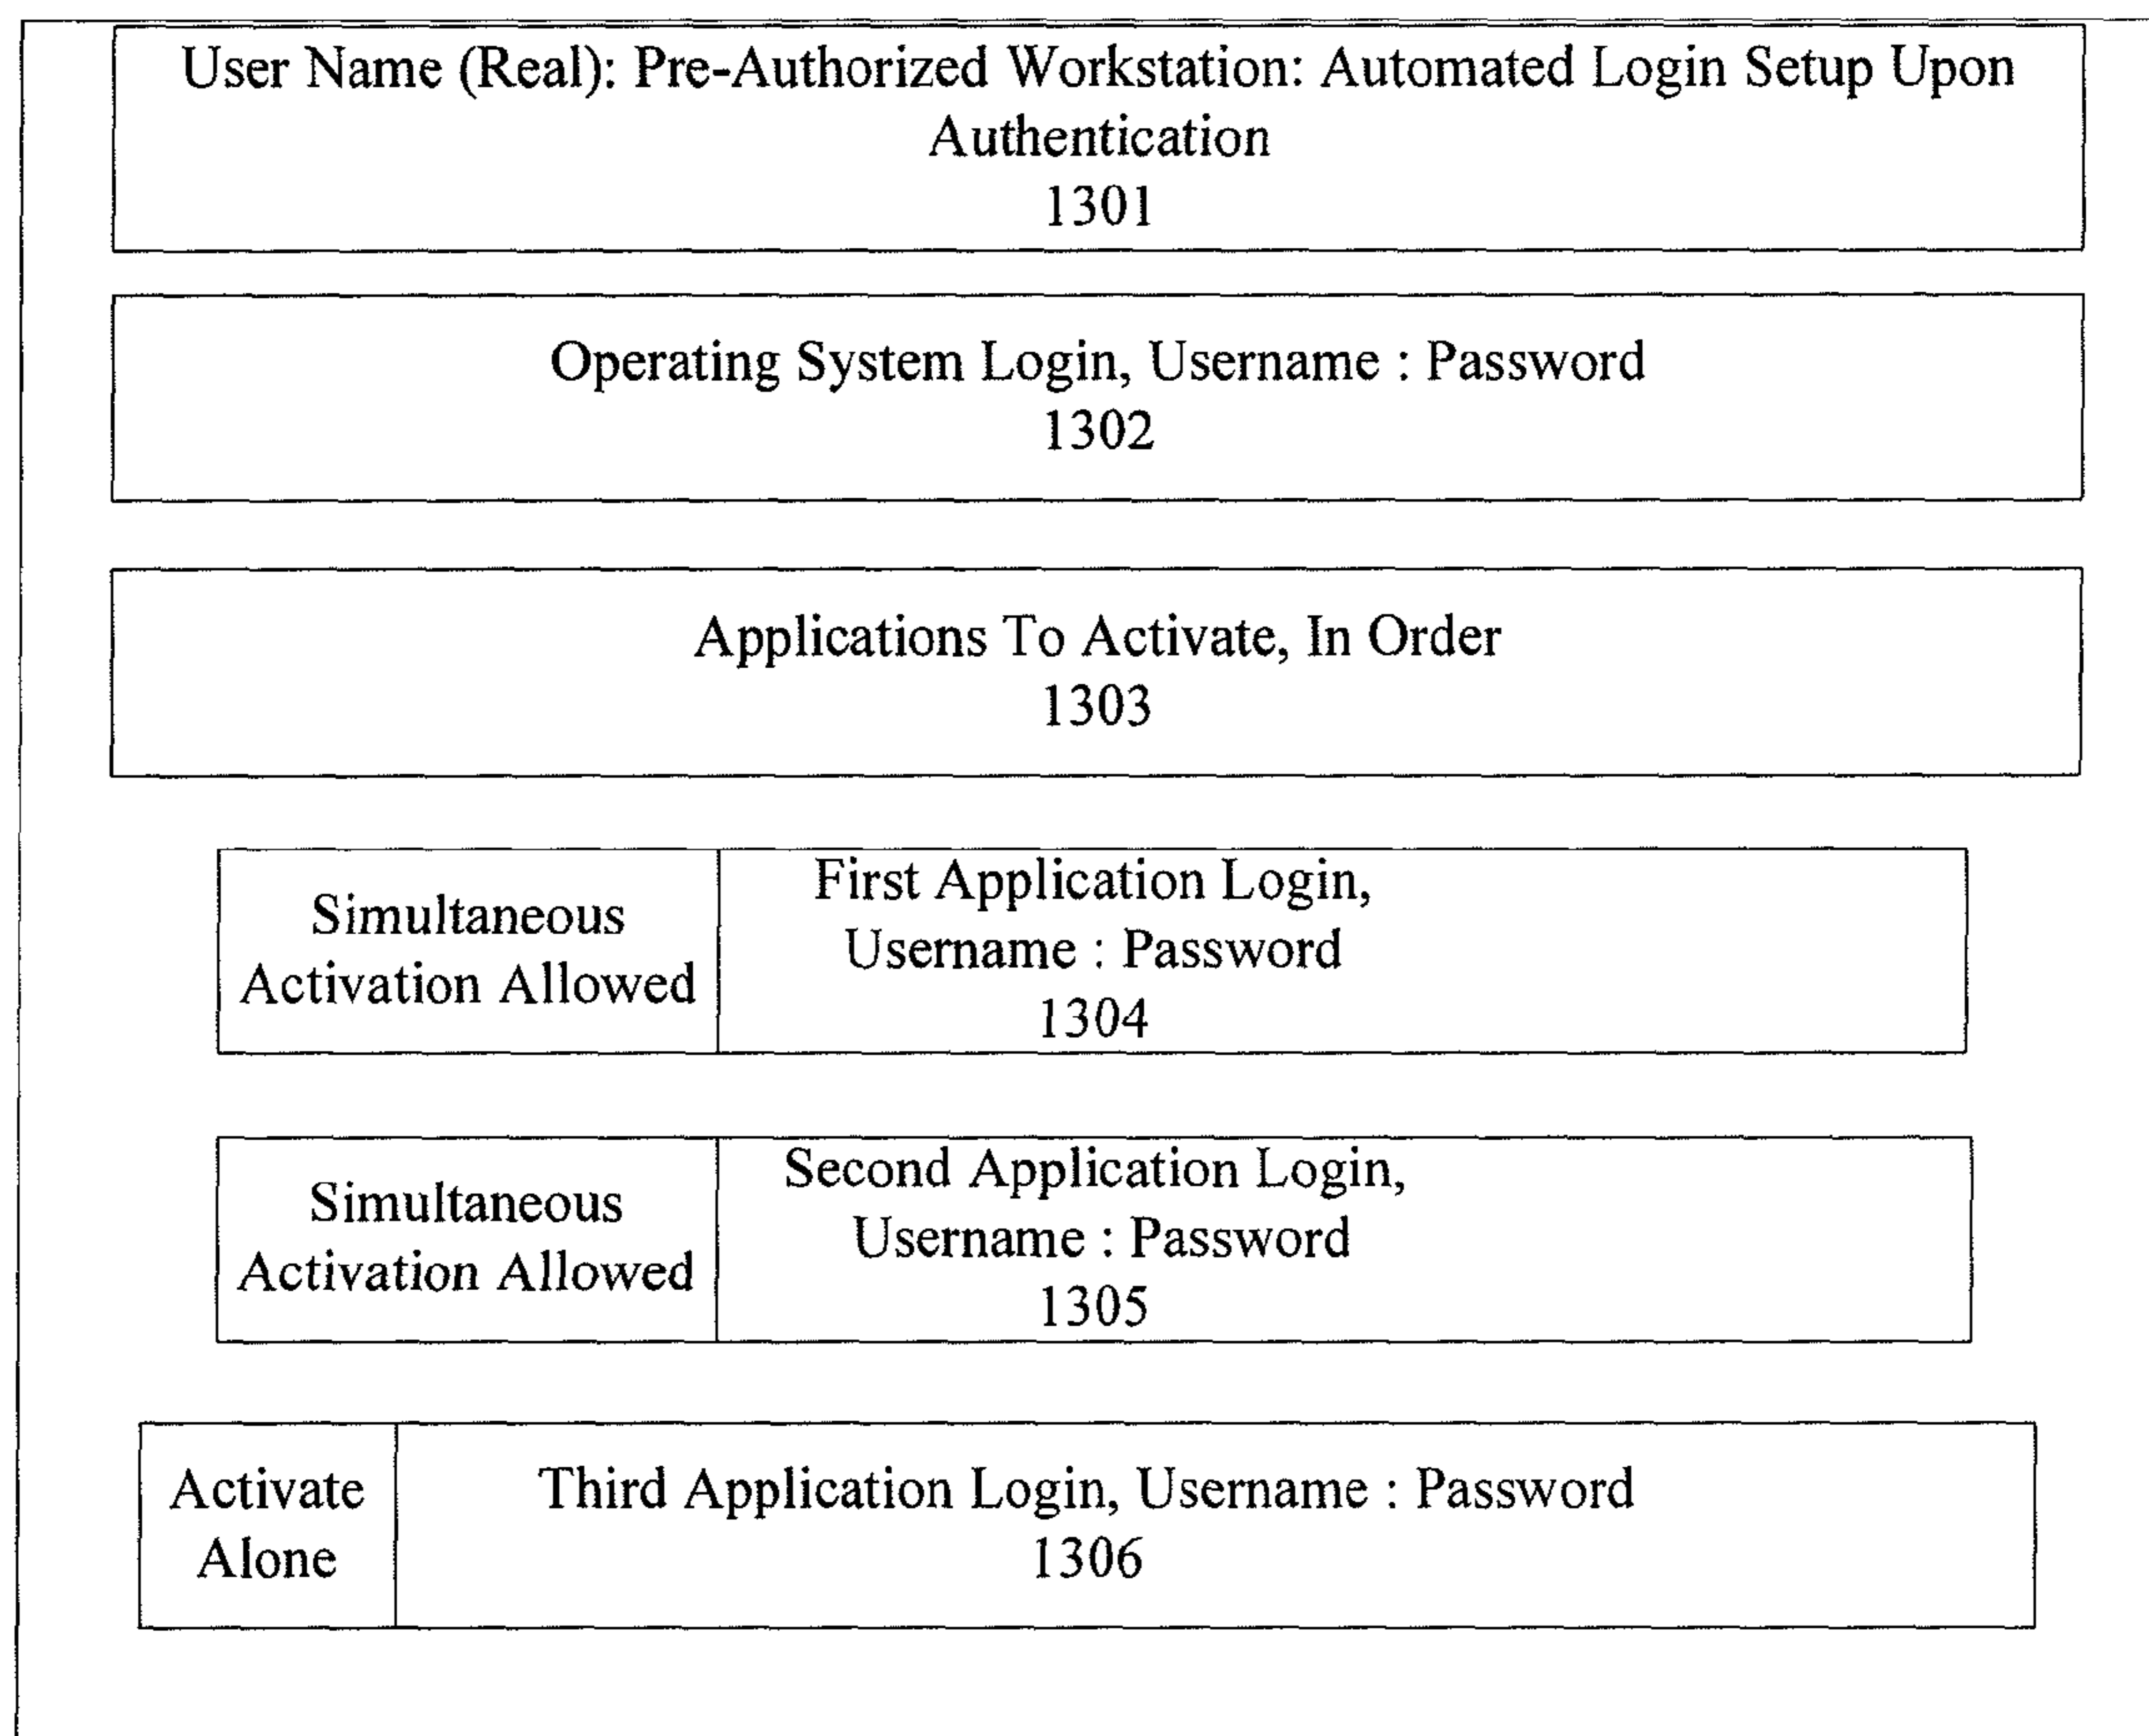 User Name (Real): Pre-Authorized Workstation: Automated Login Setup Upon
Authentication
1301
Operating System Login, Username : Password
1302
Applications To Activate, In Order
1303
Simultaneous
Activation Allowed
First Application Login,
Username : Password
1304
Simultaneous
Activation Allowed
Second Application Login,
Username : Password
1305
Activate
Alone
Third Application Login, Username : Password
1306